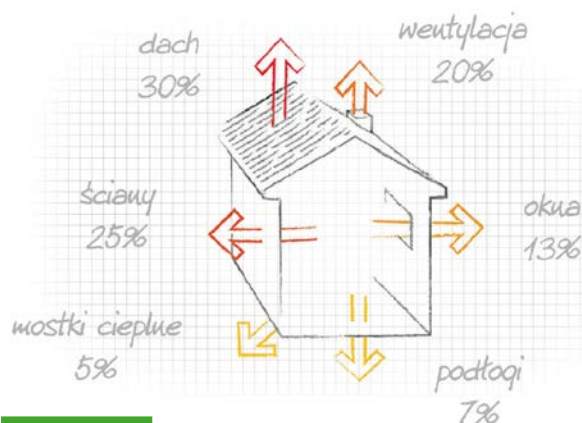 dach
30%
wentylacja
20%
ściany
25%
okna
13%
mostki cieplne
5%
podłogi
7%